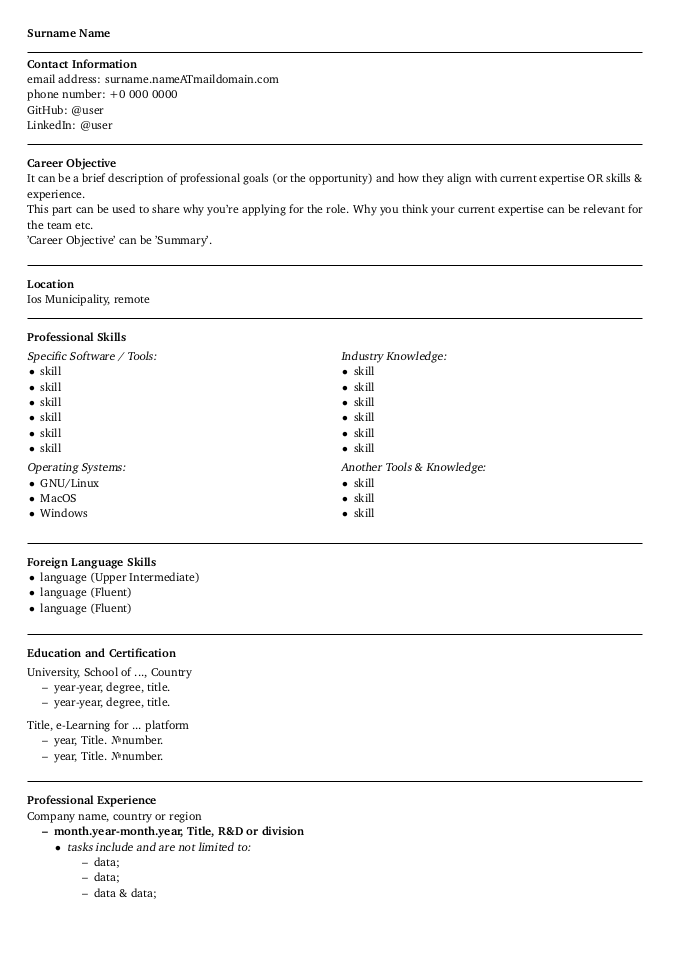 Surname Name
Contact Information
email address: surname.nameATmaildomain.com
phone number: +0 000 0000
GitHub: @user
LinkedIn: @user
Career Objective
It can be a brief description of professional goals (or the opportunity) and how they align with current expertise OR skills &
experience.
This part can be used to share why you're applying for the role. Why you think your current expertise can be relevant for
the team etc.
'Career Objective' can be 'Summary'.
Location
Ios Municipality, remote
Professional Skills
Specific Software / Tools:
• skill
• skill
• skill
• skill
• skill
• skill
Operating Systems:
• GNU/Linux
• MacOS
• Windows
Industry Knowledge:
• skill
• skill
• skill
• skill
• skill
• skill
Another Tools & Knowledge:
• skill
• skill
• skill
Foreign Language Skills
• language (Upper Intermediate)
• language (Fluent)
• language (Fluent)
Education and Certification
University, School of ..., Country
– year-year, degree, title.
– year-year, degree, title.
Title, e-Learning for ... platform
– year, Title. №number.
– year, Title. №number.
Professional Experience
Company name, country or region
– month.year-month.year, Title, R&D or division
• tasks include and are not limited to:
– data;
– data;
– data & data;